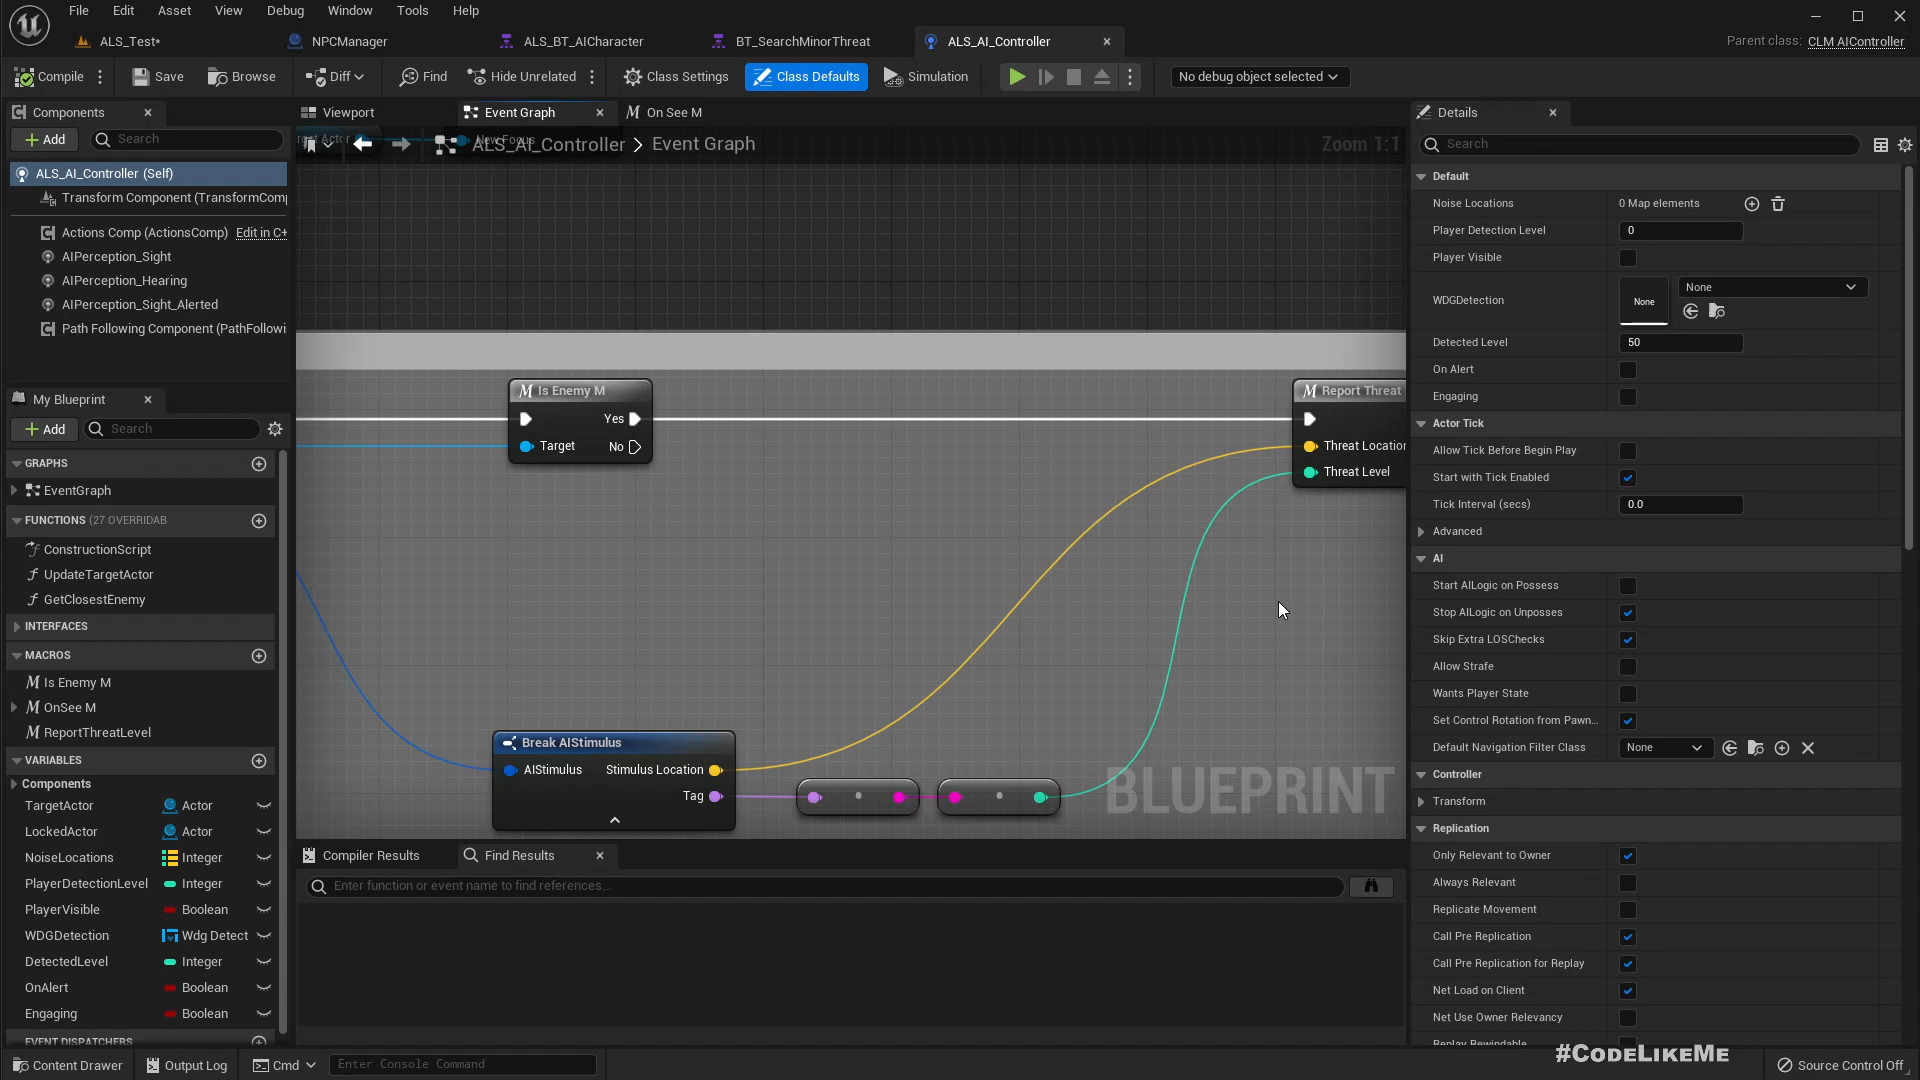 File Edit Asset View Debug Window Tools Help
ALS_Test* NPCManager ALS_BT_AICharacter BT_SearchMinorThreat ALS_AI_Controller Parent class: CLM AIController
Compile Save Browse Diff Find Hide Unrelated Class Settings Class Defaults Simulation No debug object selected
Components Viewport Event Graph On See M Details
Add Search ALS_AI_Controller > Event Graph Zoom 1:1 Search
New Focus
ALS_AI_Controller (Self)
Transform Component (TransformComp
Actions Comp (ActionsComp) Edit in C+
AIPerception_Sight
AIPerception_Hearing
AIPerception_Sight_Alerted
Path Following Component (PathFollowi
My Blueprint
Add Search
GRAPHS
EventGraph
FUNCTIONS (27 OVERRIDAB
ConstructionScript
UpdateTargetActor
GetClosestEnemy
INTERFACES
MACROS
Is Enemy M
OnSee M
ReportThreatLevel
VARIABLES
Components
TargetActor Actor
LockedActor Actor
NoiseLocations Integer
PlayerDetectionLevel Integer
PlayerVisible Boolean
WDGDetection Wdg Detect
DetectedLevel Integer
OnAlert Boolean
Engaging Boolean
EVENT DISPATCHERS
Is Enemy M
Yes
Target No
Report Threat
Threat Location
Threat Level
Break AIStimulus
AIStimulus Stimulus Location
Tag
BLUEPRINT
Compiler Results Find Results
Enter function or event name to find references...
Default
Noise Locations 0 Map elements
Player Detection Level 0
Player Visible
WDGDetection None None
Detected Level 50
On Alert
Engaging
Actor Tick
Allow Tick Before Begin Play
Start with Tick Enabled
Tick Interval (secs) 0.0
Advanced
AI
Start AILogic on Possess
Stop AILogic on Unposses
Skip Extra LOSChecks
Allow Strafe
Wants Player State
Set Control Rotation from Pawn...
Default Navigation Filter Class None
Controller
Transform
Replication
Only Relevant to Owner
Always Relevant
Replicate Movement
Call Pre Replication
Call Pre Replication for Replay
Net Load on Client
Net Use Owner Relevancy
Replay Rewindable
#CodeLikeMe
Content Drawer Output Log Cmd Enter Console Command Source Control Off